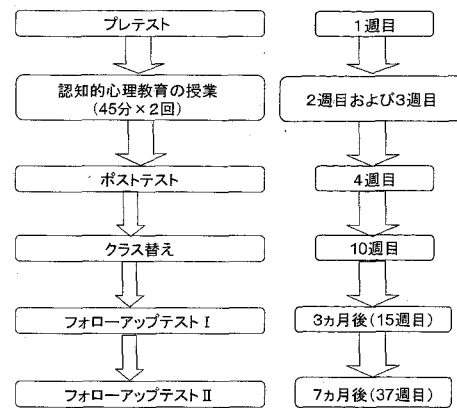 プレテスト
1週目
認知的心理教育の授業
(45分×2回)
2週目および3週目
ポストテスト
4週目
クラス替え
10週目
フォローアップテストⅠ
3ヵ月後(15週目)
フォローアップテストⅡ
7ヵ月後(37週目)